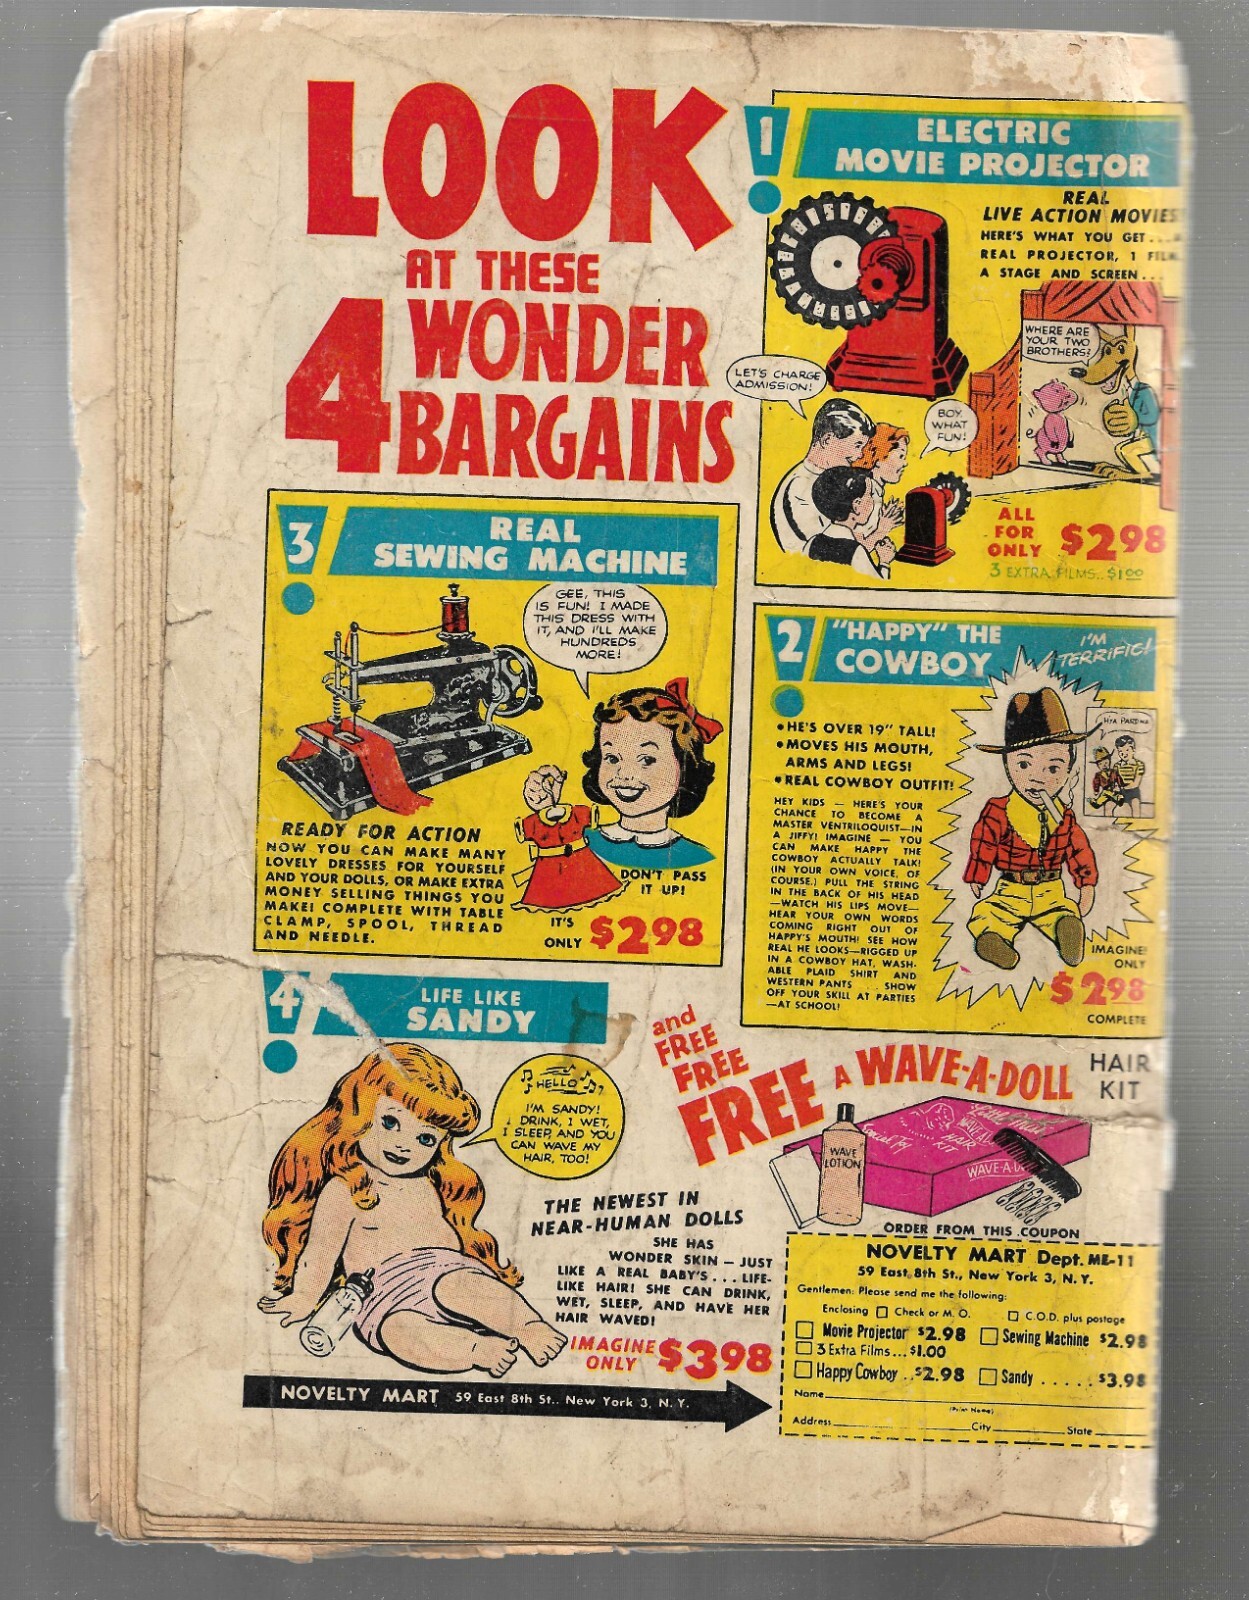 LOOK
AT THESE
4 WONDER
BARGAINS
1
ELECTRIC
MOVIE PROJECTOR
REAL
LIVE ACTION MOVIES
HERE'S WHAT YOU GET...
REAL PROJECTOR, 1 FILM,
A STAGE AND SCREEN...
WHERE ARE
YOUR TWO
BROTHERS?
LET'S CHARGE
ADMISSION!
BOY,
WHAT
FUN!
ALL
FOR
ONLY $2.98
3 EXTRA FILMS.. $1.00
3
REAL
SEWING MACHINE
GEE, THIS
IS FUN! I MADE
THIS DRESS WITH
IT, AND I'LL MAKE
HUNDREDS
MORE!
READY FOR ACTION
NOW YOU CAN MAKE MANY
LOVELY DRESSES FOR YOURSELF
AND YOUR DOLLS, OR MAKE EXTRA
MONEY SELLING THINGS YOU
MAKE! COMPLETE WITH TABLE
CLAMP, SPOOL, THREAD
AND NEEDLE.
DON'T PASS
IT UP!
IT'S
ONLY $2.98
2
"HAPPY" THE
COWBOY
I'M
TERRIFIC!
• HE'S OVER 19" TALL!
• MOVES HIS MOUTH,
ARMS AND LEGS!
• REAL COWBOY OUTFIT!
HEY KIDS — HERE'S YOUR
CHANCE TO BECOME A
MASTER VENTRILOQUIST—IN
A JIFFY! IMAGINE — YOU
CAN MAKE HAPPY THE
COWBOY ACTUALLY TALK!
(IN YOUR OWN VOICE, OF
COURSE.) PULL THE STRING
IN THE BACK OF HIS HEAD
—WATCH HIS LIPS MOVE—
HEAR YOUR OWN WORDS
COMING RIGHT OUT OF
HAPPY'S MOUTH! SEE HOW
REAL HE LOOKS—RIGGED UP
IN A COWBOY HAT, WASH-
ABLE PLAID SHIRT AND
WESTERN PANTS .. SHOW
OFF YOUR SKILL AT PARTIES
—AT SCHOOL!
HYA PARDNER
IMAGINE!
ONLY
$2.98
COMPLETE
4
LIFE LIKE
SANDY
HELLO
I'M SANDY!
I DRINK, I WET,
I SLEEP, AND YOU
CAN WAVE MY
HAIR, TOO!
THE NEWEST IN
NEAR-HUMAN DOLLS
SHE HAS
WONDER SKIN — JUST
LIKE A REAL BABY'S ... LIFE-
LIKE HAIR! SHE CAN DRINK,
WET, SLEEP, AND HAVE HER
HAIR WAVED!
IMAGINE
ONLY $3.98
and
FREE
FREE
FREE A WAVE-A-DOLL HAIR
KIT
WAVE
LOTION
Special Toy
HAIR
KIT
ORDER FROM THIS COUPON
NOVELTY MART Dept. ME-11
59 East 8th St., New York 3, N. Y.
Gentlemen: Please send me the following:
Enclosing □ Check or M. O. □ C.O.D. plus postage
□ Movie Projector $2.98 □ Sewing Machine $2.98
□ 3 Extra Films... $1.00
□ Happy Cowboy .. $2.98 □ Sandy ..... $3.98
Name
(Print Name)
Address City State
NOVELTY MART 59 East 8th St.. New York 3, N. Y.